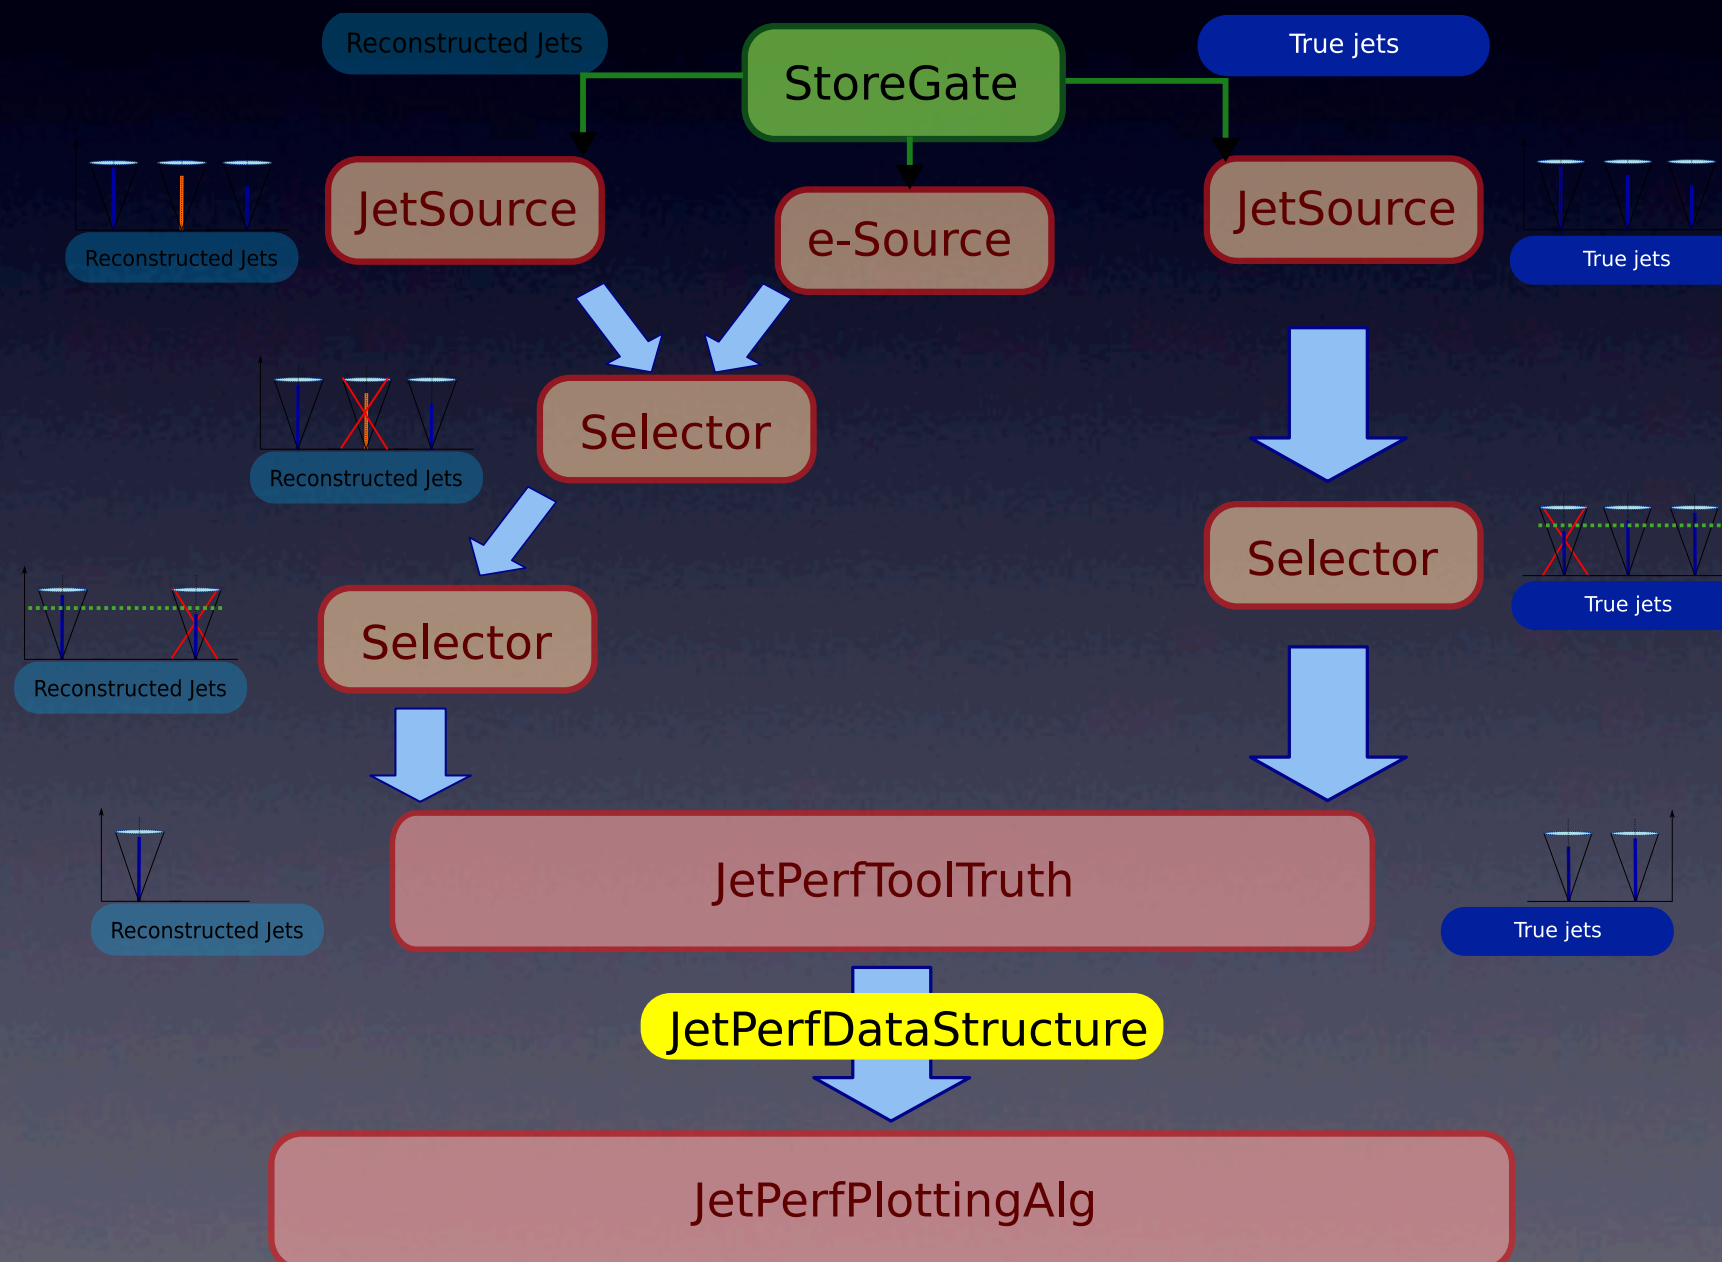 Reconstructed Jets
StoreGate
True jets
JetSource
e-Source
JetSource
Reconstructed Jets
True jets
Selector
Reconstructed Jets
Selector
True jets
Selector
Reconstructed Jets
JetPerfToolTruth
Reconstructed Jets
True jets
JetPerfDataStructure
JetPerfPlottingAlg